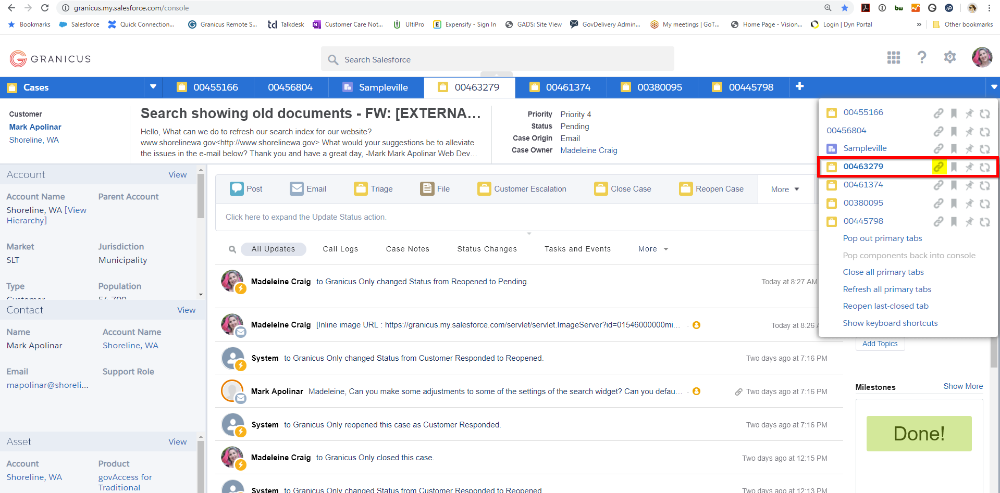 granicus.my.salesforce.com/console
Bookmarks
Salesforce
Quick Connection...
Granicus Remote S...
Talkdesk
Customer Care Not...
UltiPro
Expensify - Sign In
GADS: Site View
GovDelivery Admin...
My meetings | GoT...
Home Page - Vision...
Login | Dyn Portal
»
Other bookmarks
GRANICUS
Search Salesforce
Cases
00455166
00456804
Sampleville
00463279
00461374
00380095
00445798
Customer
Mark Apolinar
Shoreline, WA
Search showing old documents - FW: [EXTERNA...
Hello, What can we do to refresh our search index for our website?
www.shorelinewa.gov<http://www.shorelinewa.gov> What would your suggestions be to alleviate
the issues in the e-mail below? Thank you and have a great day, -Mark Mark Apolinar Web Dev...
Priority Priority 4
Status Pending
Case Origin Email
Case Owner Madeleine Craig
00455166
00456804
Sampleville
00463279
00461374
00380095
00445798
Pop out primary tabs
Pop components back into console
Close all primary tabs
Refresh all primary tabs
Reopen last-closed tab
Show keyboard shortcuts
Account View
Account Name Parent Account
Shoreline, WA [View
Hierarchy]
Market Jurisdiction
SLT Municipality
Type Population
Customer 54,790
Contact View
Name Account Name
Mark Apolinar Shoreline, WA
Email Support Role
mapolinar@shoreli...
Asset View
Account Product
Shoreline, WA govAccess for
Traditional
Post
Email
Triage
File
Customer Escalation
Close Case
Reopen Case
More
Click here to expand the Update Status action.
All Updates
Call Logs
Case Notes
Status Changes
Tasks and Events
More
Madeleine Craig to Granicus Only changed Status from Reopened to Pending. Today at 8:27 AM
Madeleine Craig [Inline image URL : https://granicus.my.salesforce.com/servlet/servlet.ImageServer?id=01546000000mi... Today at 8:26
System to Granicus Only changed Status from Customer Responded to Reopened. Two days ago at 7:16 PM
Mark Apolinar Madeleine, Can you make some adjustments to some of the settings of the search widget? Can you defau... Two days ago at 7:16 PM
System to Granicus Only reopened this case as Customer Responded. Two days ago at 7:16 PM
Madeleine Craig to Granicus Only closed this case. Two days ago at 12:15 PM
System to Granicus Only changed Status from Customer Responded to Reopened Two days ago at 12:13 PM
Add Topics
Milestones Show More
Done!